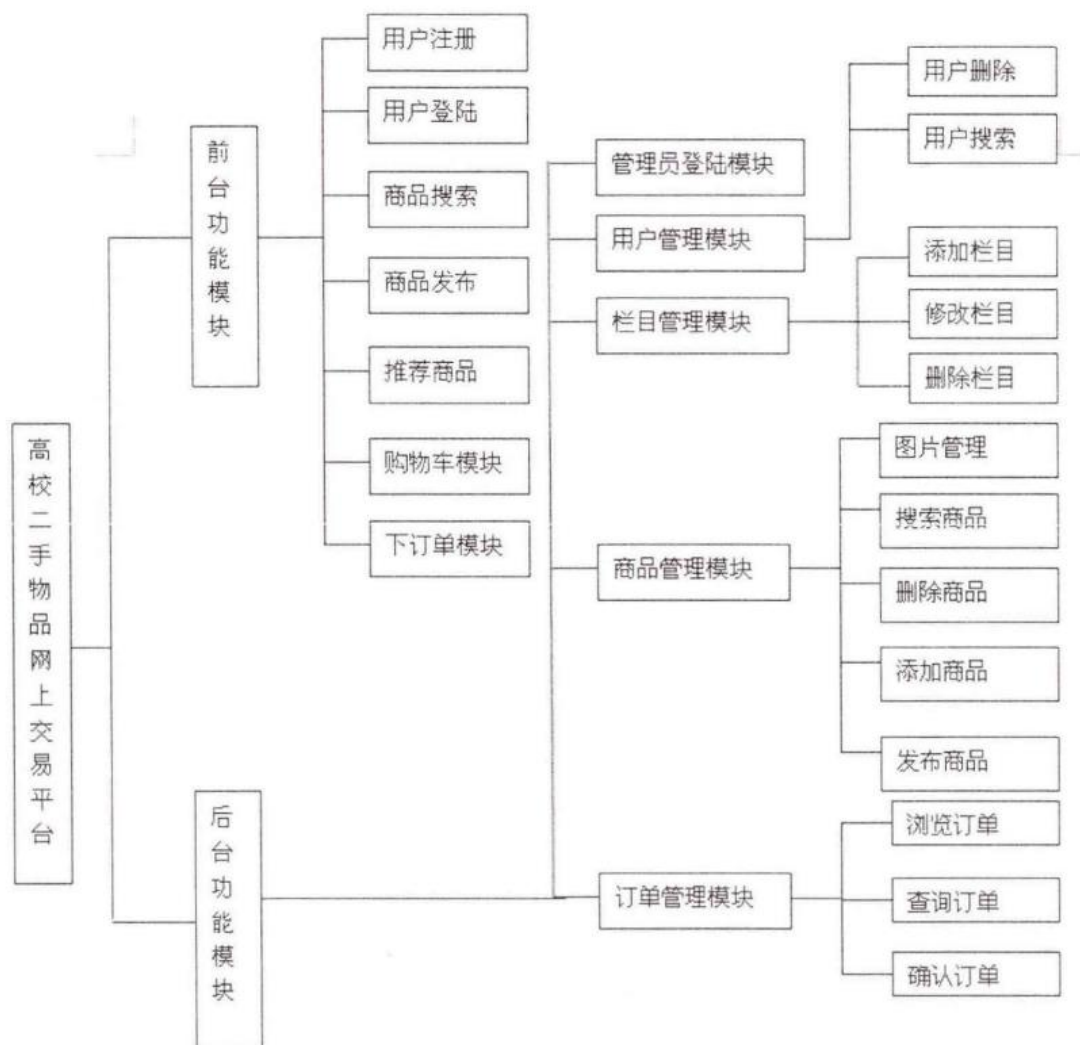 高校二手物品网上交易平台
前台功能模块
用户注册
用户登陆
商品搜索
商品发布
推荐商品
购物车模块
下订单模块
后台功能模块
管理员登陆模块
用户管理模块
用户删除
用户搜索
栏目管理模块
添加栏目
修改栏目
删除栏目
商品管理模块
图片管理
搜索商品
删除商品
添加商品
发布商品
订单管理模块
浏览订单
查询订单
确认订单